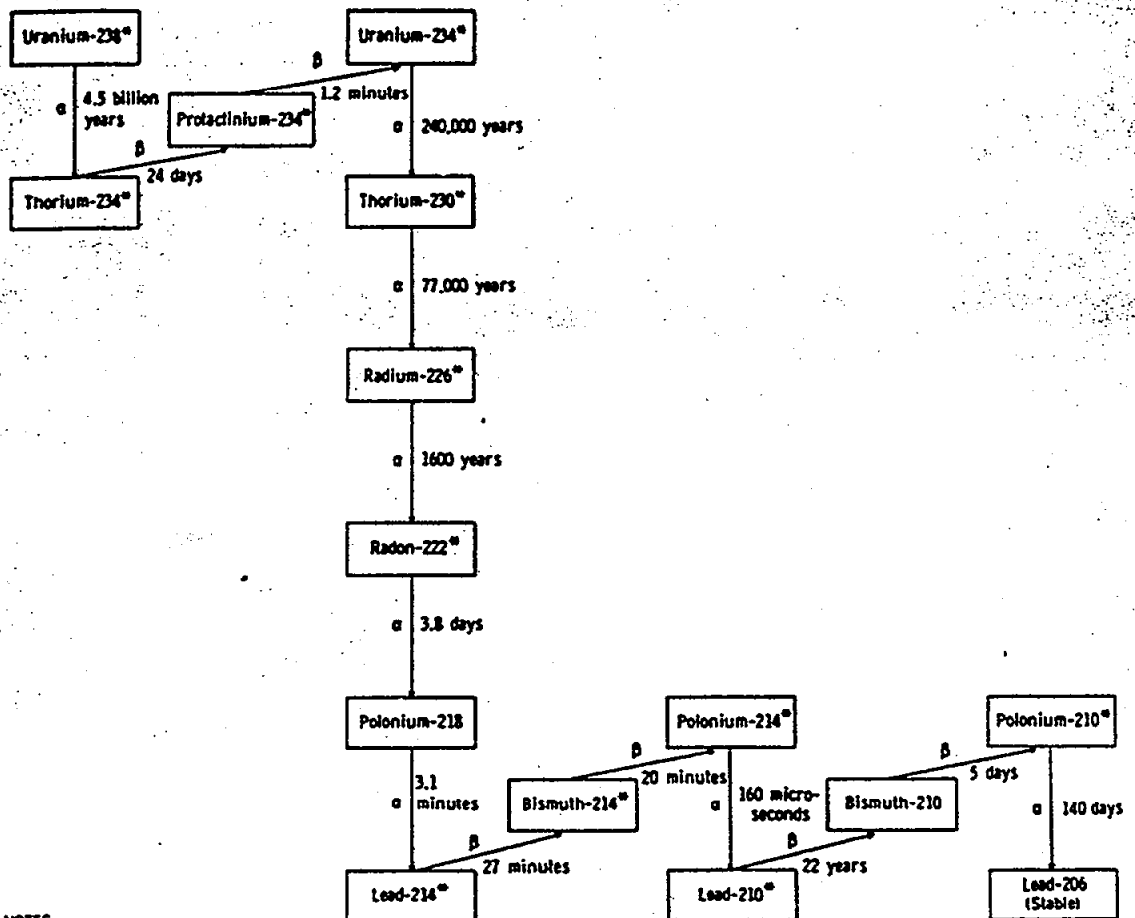 Uranium-238*
Uranium-234*
β
1.2 minutes
α
4.5 billion
years
Protactinium-234*
α
240,000 years
β
24 days
Thorium-234*
Thorium-230*
α
77,000 years
Radium-226*
α
1600 years
Radon-222*
α
3.8 days
Polonium-218
Polonium-214*
Polonium-210*
α
3.1
minutes
β
20 minutes
Bismuth-214*
α
160 micro-
seconds
β
5 days
Bismuth-210
α
140 days
β
27 minutes
β
22 years
Lead-214*
Lead-210*
Lead-206
(Stable)
NOTES